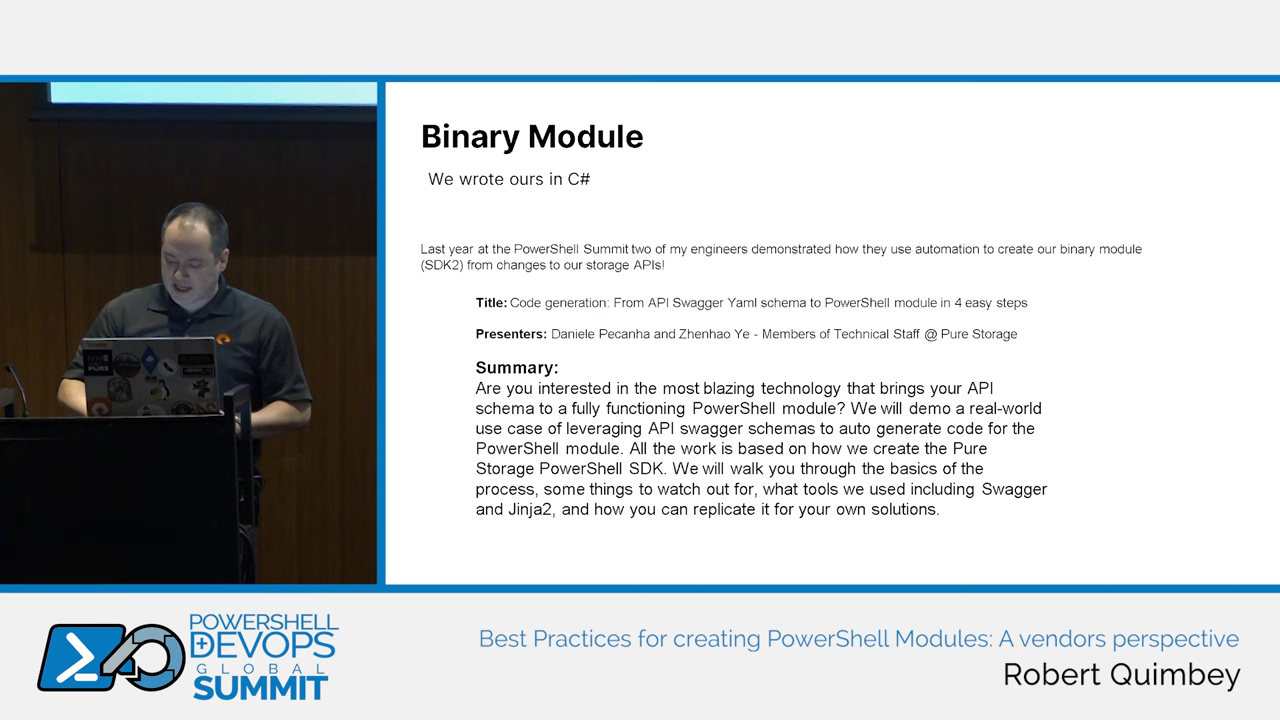 Binary Module
We wrote ours in C#
Last year at the PowerShell Summit two of my engineers demonstrated how they use automation to create our binary module
(SDK2) from changes to our storage APIs!
Title: Code generation: From API Swagger Yaml schema to PowerShell module in 4 easy steps
Presenters: Daniele Pecanha and Zhenhao Ye - Members of Technical Staff @ Pure Storage
Summary:
Are you interested in the most blazing technology that brings your API
schema to a fully functioning PowerShell module? We will demo a real-world
use case of leveraging API swagger schemas to auto generate code for the
PowerShell module. All the work is based on how we create the Pure
Storage PowerShell SDK. We will walk you through the basics of the
process, some things to watch out for, what tools we used including Swagger
and Jinja2, and how you can replicate it for your own solutions.
POWERSHELL
DEVOPS
GLOBAL
SUMMIT
Best Practices for creating PowerShell Modules: A vendors perspective
Robert Quimbey